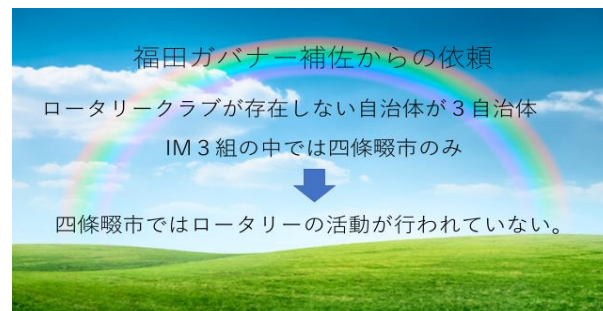 福田ガバナー補佐からの依頼
ロータリークラブが存在しない自治体が３自治体
IM３組の中では四條畷市のみ
四條畷市ではロータリーの活動が行われていない。